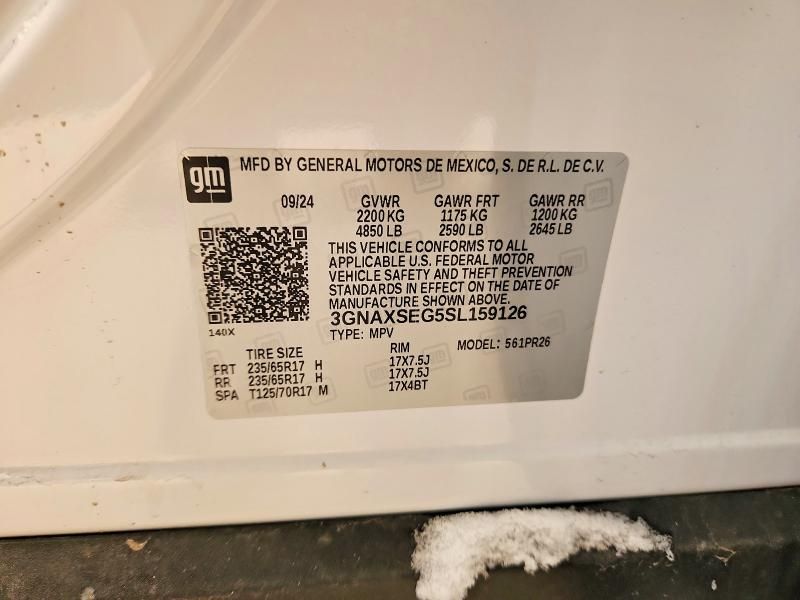 gm MFD BY GENERAL MOTORS DE MEXICO, S. DE R.L. DE C.V.
09/24 GVWR GAWR FRT GAWR RR
2200 KG 1175 KG 1200 KG
4850 LB 2590 LB 2645 LB
THIS VEHICLE CONFORMS TO ALL
APPLICABLE U.S. FEDERAL MOTOR
VEHICLE SAFETY AND THEFT PREVENTION
STANDARDS IN EFFECT ON THE DATE OF
MANUFACTURE SHOWN ABOVE.
3GNAXSEG5SL159126
140X
TYPE: MPV MODEL: 561PR26
TIRE SIZE RIM
FRT 235/65R17 H 17X7.5J
RR 235/65R17 H 17X7.5J
SPA T125/70R17 M 17X4BT